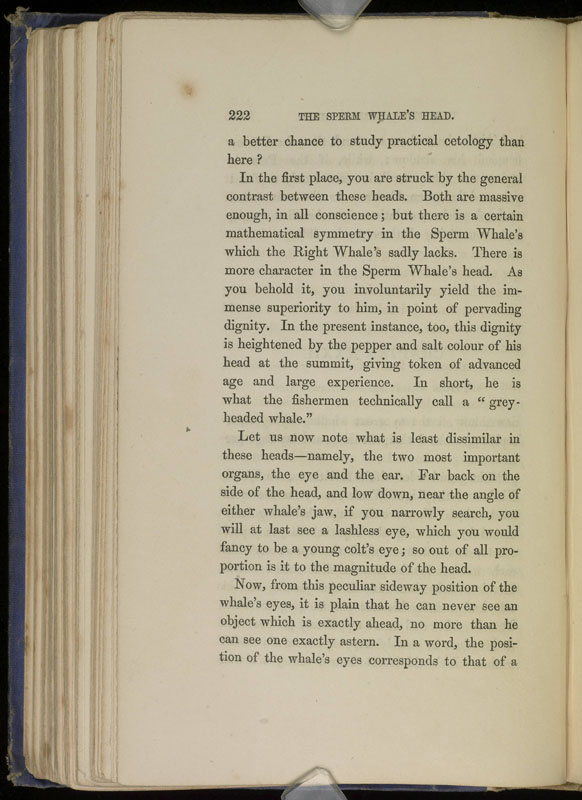 222 THE SPERM WHALE'S HEAD.
a better chance to study practical cetology than
here ?
In the first place, you are struck by the general
contrast between these heads. Both are massive
enough, in all conscience ; but there is a certain
mathematical symmetry in the Sperm Whale's
which the Right Whale's sadly lacks. There is
more character in the Sperm Whale's head. As
you behold it, you involuntarily yield the im-
mense superiority to him, in point of pervading
dignity. In the present instance, too, this dignity
is heightened by the pepper and salt colour of his
head at the summit, giving token of advanced
age and large experience. In short, he is
what the fishermen technically call a “ grey-
headed whale.”
Let us now note what is least dissimilar in
these heads—namely, the two most important
organs, the eye and the ear. Far back on the
side of the head, and low down, near the angle of
either whale's jaw, if you narrowly search, you
will at last see a lashless eye, which you would
fancy to be a young colt's eye ; so out of all pro-
portion is it to the magnitude of the head.
Now, from this peculiar sideway position of the
whale's eyes, it is plain that he can never see an
object which is exactly ahead, no more than he
can see one exactly astern. In a word, the posi-
tion of the whale's eyes corresponds to that of a